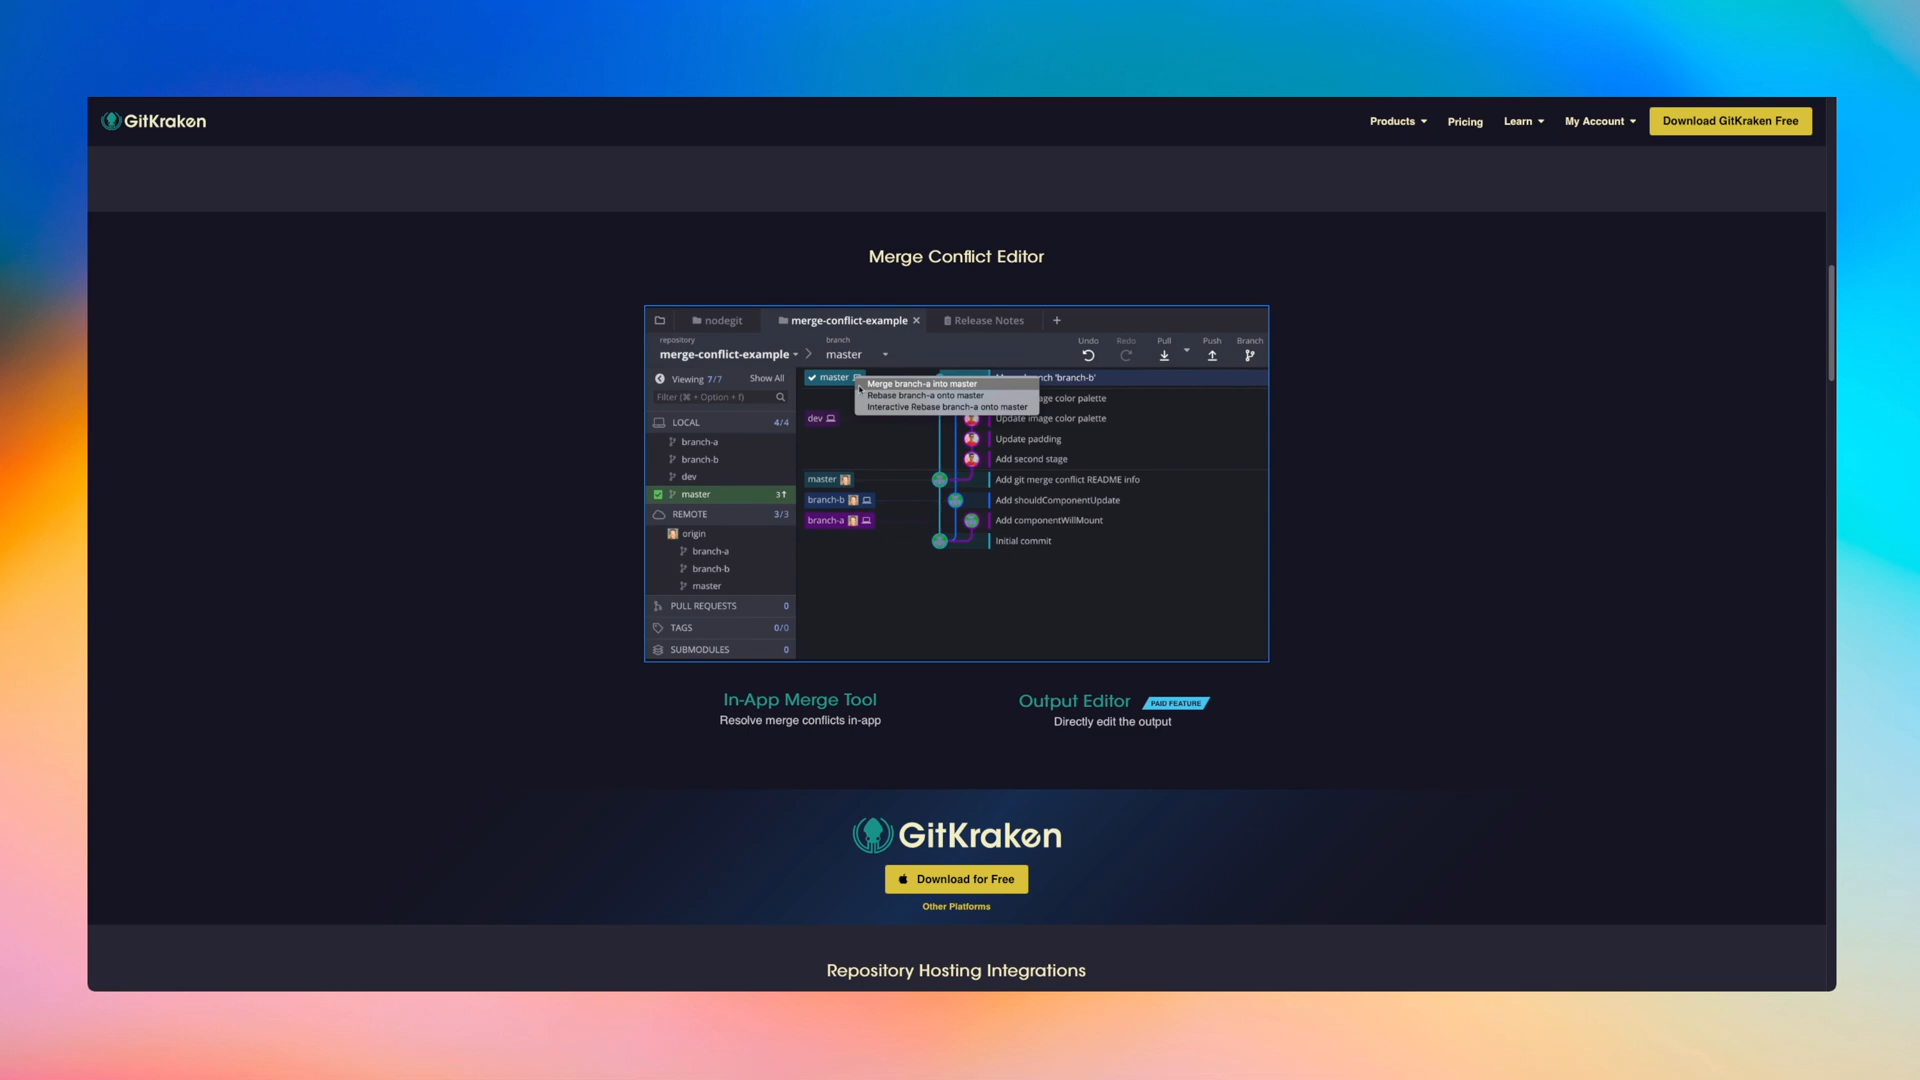 GitKraken
Products
Pricing
Learn
My Account
Download GitKraken Free
Merge Conflict Editor
nodegit
merge-conflict-example
Release Notes
repository
merge-conflict-example
branch
master
Undo
Redo
Pull
Push
Branch
Viewing 7/7
Show All
Filter (⌘ + Option + f)
LOCAL 4/4
branch-a
branch-b
dev
master 3↑
REMOTE 3/3
origin
branch-a
branch-b
master
PULL REQUESTS 0
TAGS 0/0
SUBMODULES 0
master
Merge branch-a into master
Rebase branch-a onto master
Interactive Rebase branch-a onto master
'branch-b'
color palette
dev
Update image color palette
Update padding
Add second stage
master
Add git merge conflict README info
branch-b
Add shouldComponentUpdate
branch-a
Add componentWillMount
Initial commit
In-App Merge Tool
Resolve merge conflicts in-app
Output Editor PAID FEATURE
Directly edit the output
GitKraken
Download for Free
Other Platforms
Repository Hosting Integrations